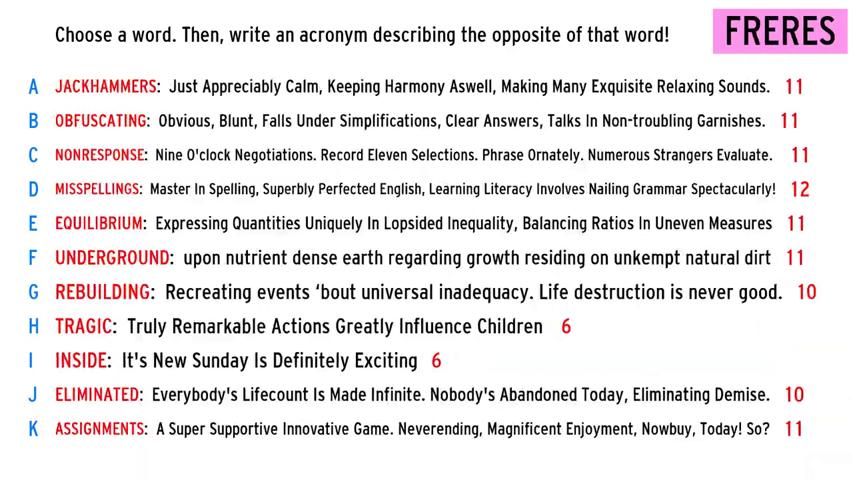 Choose a word. Then, write an acronym describing the opposite of that word!
FRERES
A JACKHAMMERS: Just Appreciably Calm, Keeping Harmony Aswell, Making Many Exquisite Relaxing Sounds. 11
B OBFUSCATING: Obvious, Blunt, Falls Under Simplifications, Clear Answers, Talks In Non-troubling Garnishes. 11
C NONRESPONSE: Nine O'clock Negotiations. Record Eleven Selections. Phrase Ornately. Numerous Strangers Evaluate. 11
D MISSPELLINGS: Master In Spelling, Superbly Perfected English, Learning Literacy Involves Nailing Grammar Spectacularly! 12
E EQUILIBRIUM: Expressing Quantities Uniquely In Lopsided Inequality, Balancing Ratios In Uneven Measures 11
F UNDERGROUND: upon nutrient dense earth regarding growth residing on unkempt natural dirt 11
G REBUILDING: Recreating events ‘bout universal inadequacy. Life destruction is never good. 10
H TRAGIC: Truly Remarkable Actions Greatly Influence Children 6
I INSIDE: It's New Sunday Is Definitely Exciting 6
J ELIMINATED: Everybody's Lifecount Is Made Infinite. Nobody's Abandoned Today, Eliminating Demise. 10
K ASSIGNMENTS: A Super Supportive Innovative Game. Neverending, Magnificent Enjoyment, Nowbuy, Today! So? 11